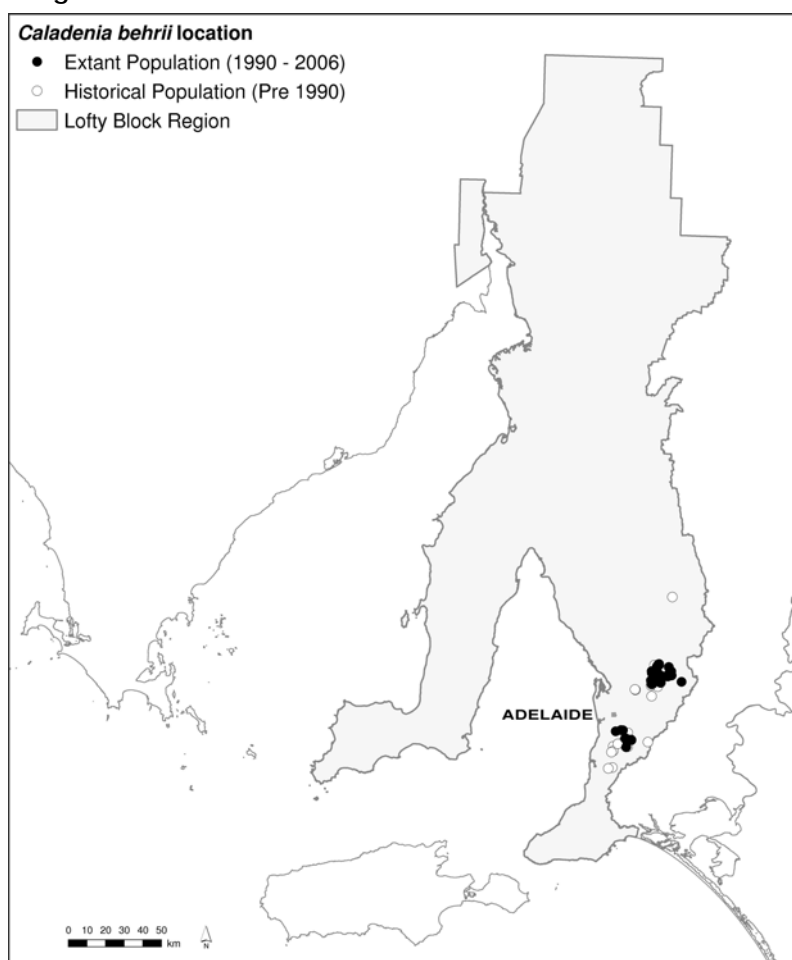 Caladenia behrii location
Extant Population (1990 - 2006)
Historical Population (Pre 1990)
Lofty Block Region
ADELAIDE
0 10 20 30 40 50
km
N